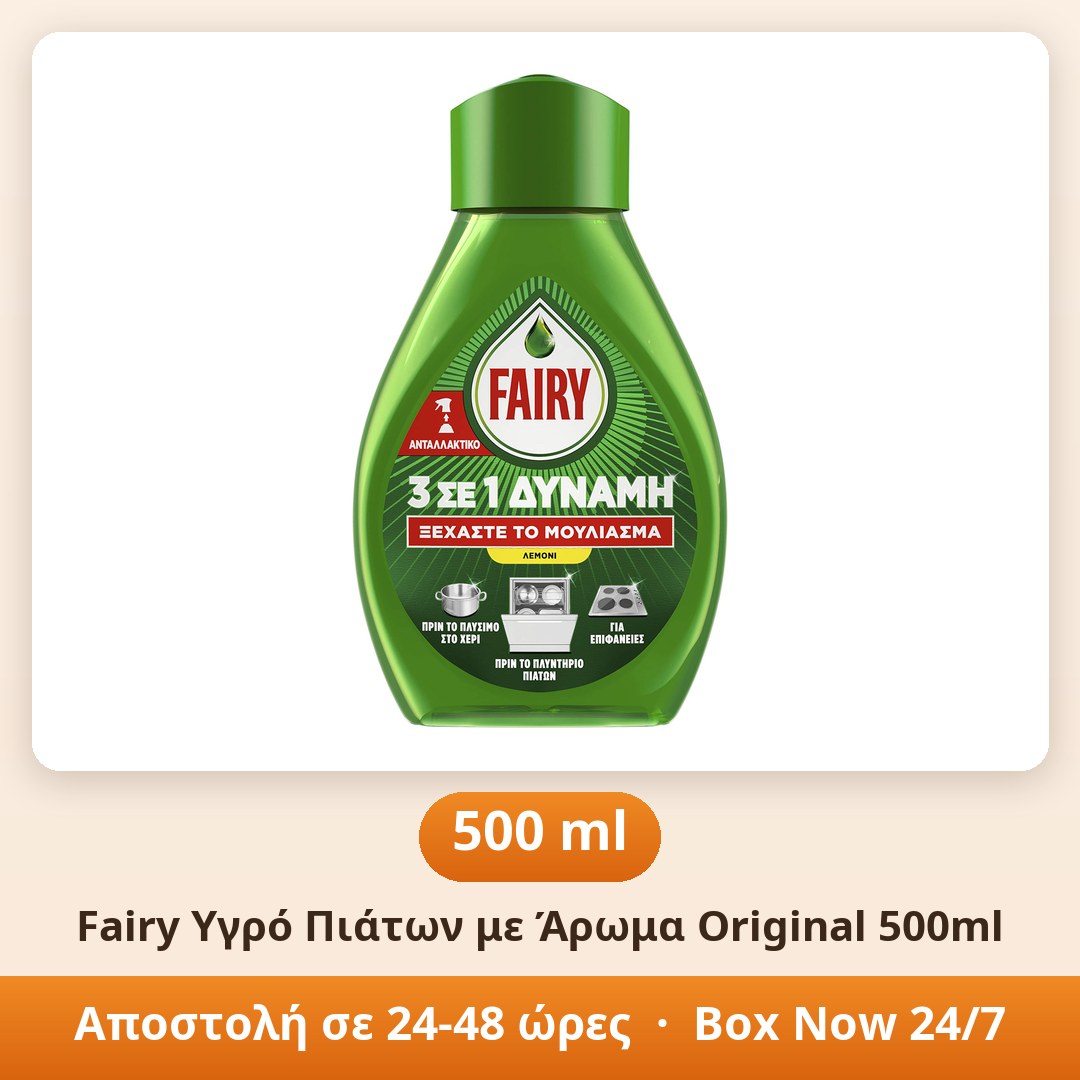 FAIRY
ΑΝΤΑΛΛΑΚΤΙΚΟ
3 ΣΕ 1 ΔΥΝΑΜΗ
ΞΕΧΑΣΤΕ ΤΟ ΜΟΥΛΙΑΣΜΑ
ΛΕΜΟΝΙ
ΠΡΙΝ ΤΟ ΠΛΥΣΙΜΟ
ΣΤΟ ΧΕΡΙ
ΠΡΙΝ ΤΟ ΠΛΥΝΤΗΡΙΟ
ΠΙΑΤΩΝ
ΓΙΑ
ΕΠΙΦΑΝΕΙΕΣ
500 ml
Fairy Υγρό Πιάτων με Άρωμα Original 500ml
Αποστολή σε 24-48 ώρες · Box Now 24/7